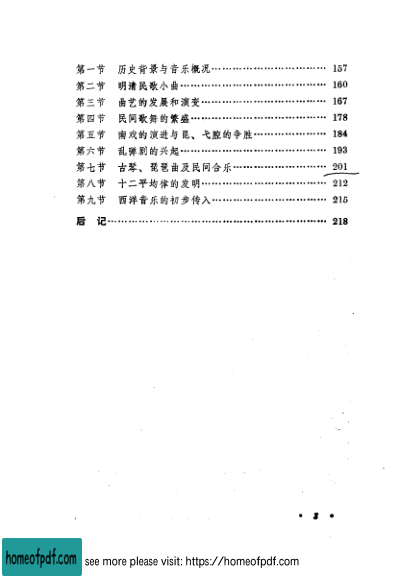 第一节 历史背景与音乐概况…………………………157
第二节 明清民歌小曲…………………………………160
第三节 曲艺的发展和演变……………………………167
第四节 民间歌舞的繁盛………………………………178
第五节 南戏的演进与昆、弋腔的争胜………………184
第六节 乱弹剧的兴起…………………………………193
第七节 古琴、琵琶曲及民间合乐……………………201
第八节 十二平均律的发明……………………………212
第九节 西洋音乐的初步传入…………………………215
后 记……………………………………………………218
• 3 •
homeofpdf.com see more please visit: https://homeofpdf.com